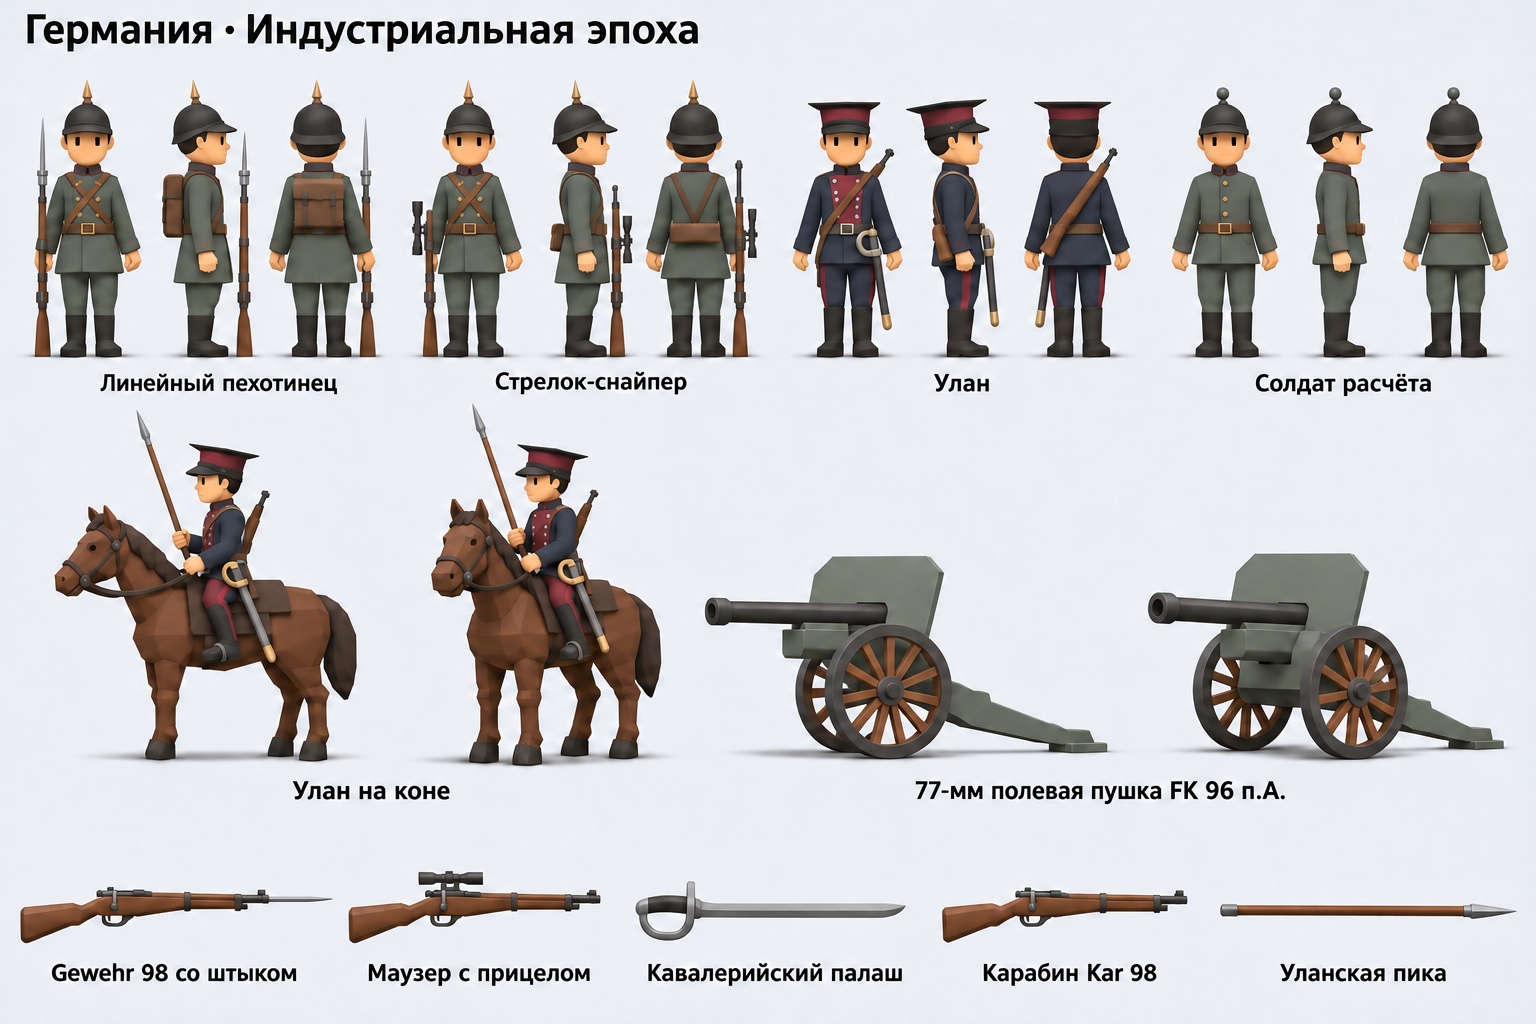 Германия • Индустриальная эпоха
Линейный пехотинец
Стрелок-снайпер
Улан
Солдат расчёта
Улан на коне
77-мм полевая пушка FK 96 п.А.
Gewehr 98 со штыком
Маузер с прицелом
Кавалерийский палаш
Карабин Kar 98
Уланская пика